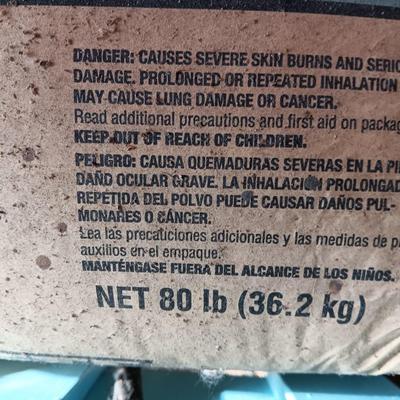 DANGER: CAUSES SEVERE SKIN BURNS AND SERIO
DAMAGE. PROLONGED OR REPEATED INHALATION
MAY CAUSE LUNG DAMAGE OR CANCER.
Read additional precautions and first aid on packag
KEEP OUT OF REACH OF CHILDREN.
PELIGRO: CAUSA QUEMADURAS SEVERAS EN LA PIE
DAÑO OCULAR GRAVE. LA INHALACIÓN PROLONGAD
REPETIDA DEL POLVO PUEDE CAUSAR DAÑOS PUL-
MONARES O CÁNCER.
Lea las precauticiones adicionales y las medidas de p
auxilios en el empaque.
MANTÉNGASE FUERA DEL ALCANCE DE LOS NIÑOS.
NET 80 lb (36.2 kg)